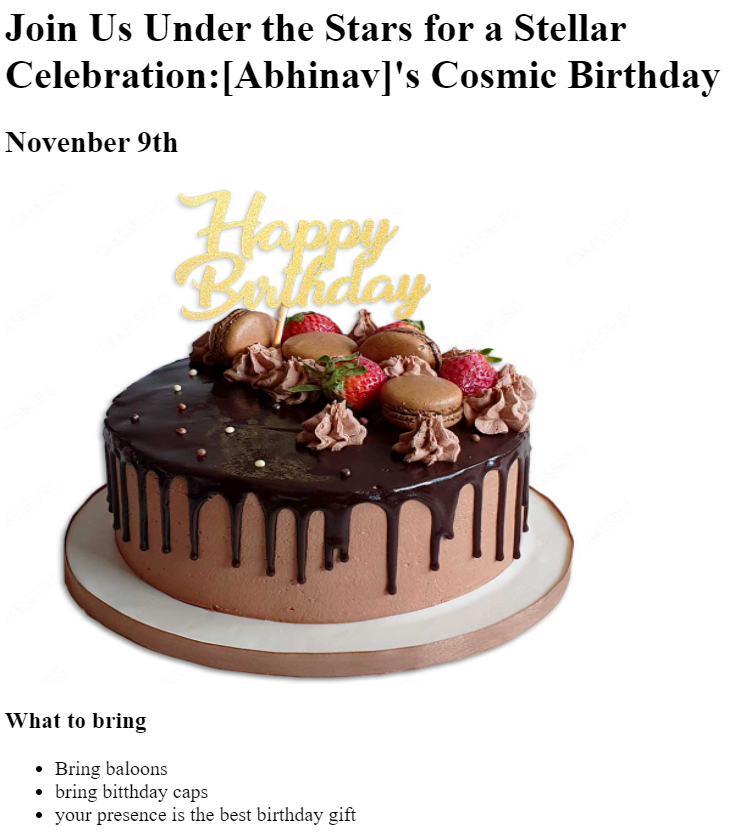 Join Us Under the Stars for a Stellar
Celebration:[Abhinav]'s Cosmic Birthday
Novenber 9th
Happy
Birthday
What to bring
Bring baloons
bring bitthday caps
your presence is the best birthday gift